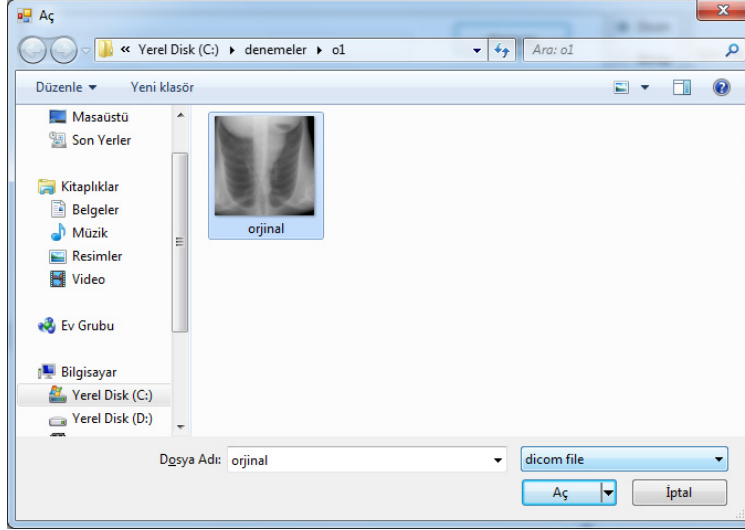 Aç
« Yerel Disk (C:) ▸ denemeler ▸ o1
Ara: o1
Düzenle Yeni klasör
Masaüstü
Son Yerler
Kitaplıklar
Belgeler
Müzik
Resimler
Video
Ev Grubu
Bilgisayar
Yerel Disk (C:)
Yerel Disk (D:)
orjinal
Dosya Adı: orjinal
dicom file
Aç
İptal